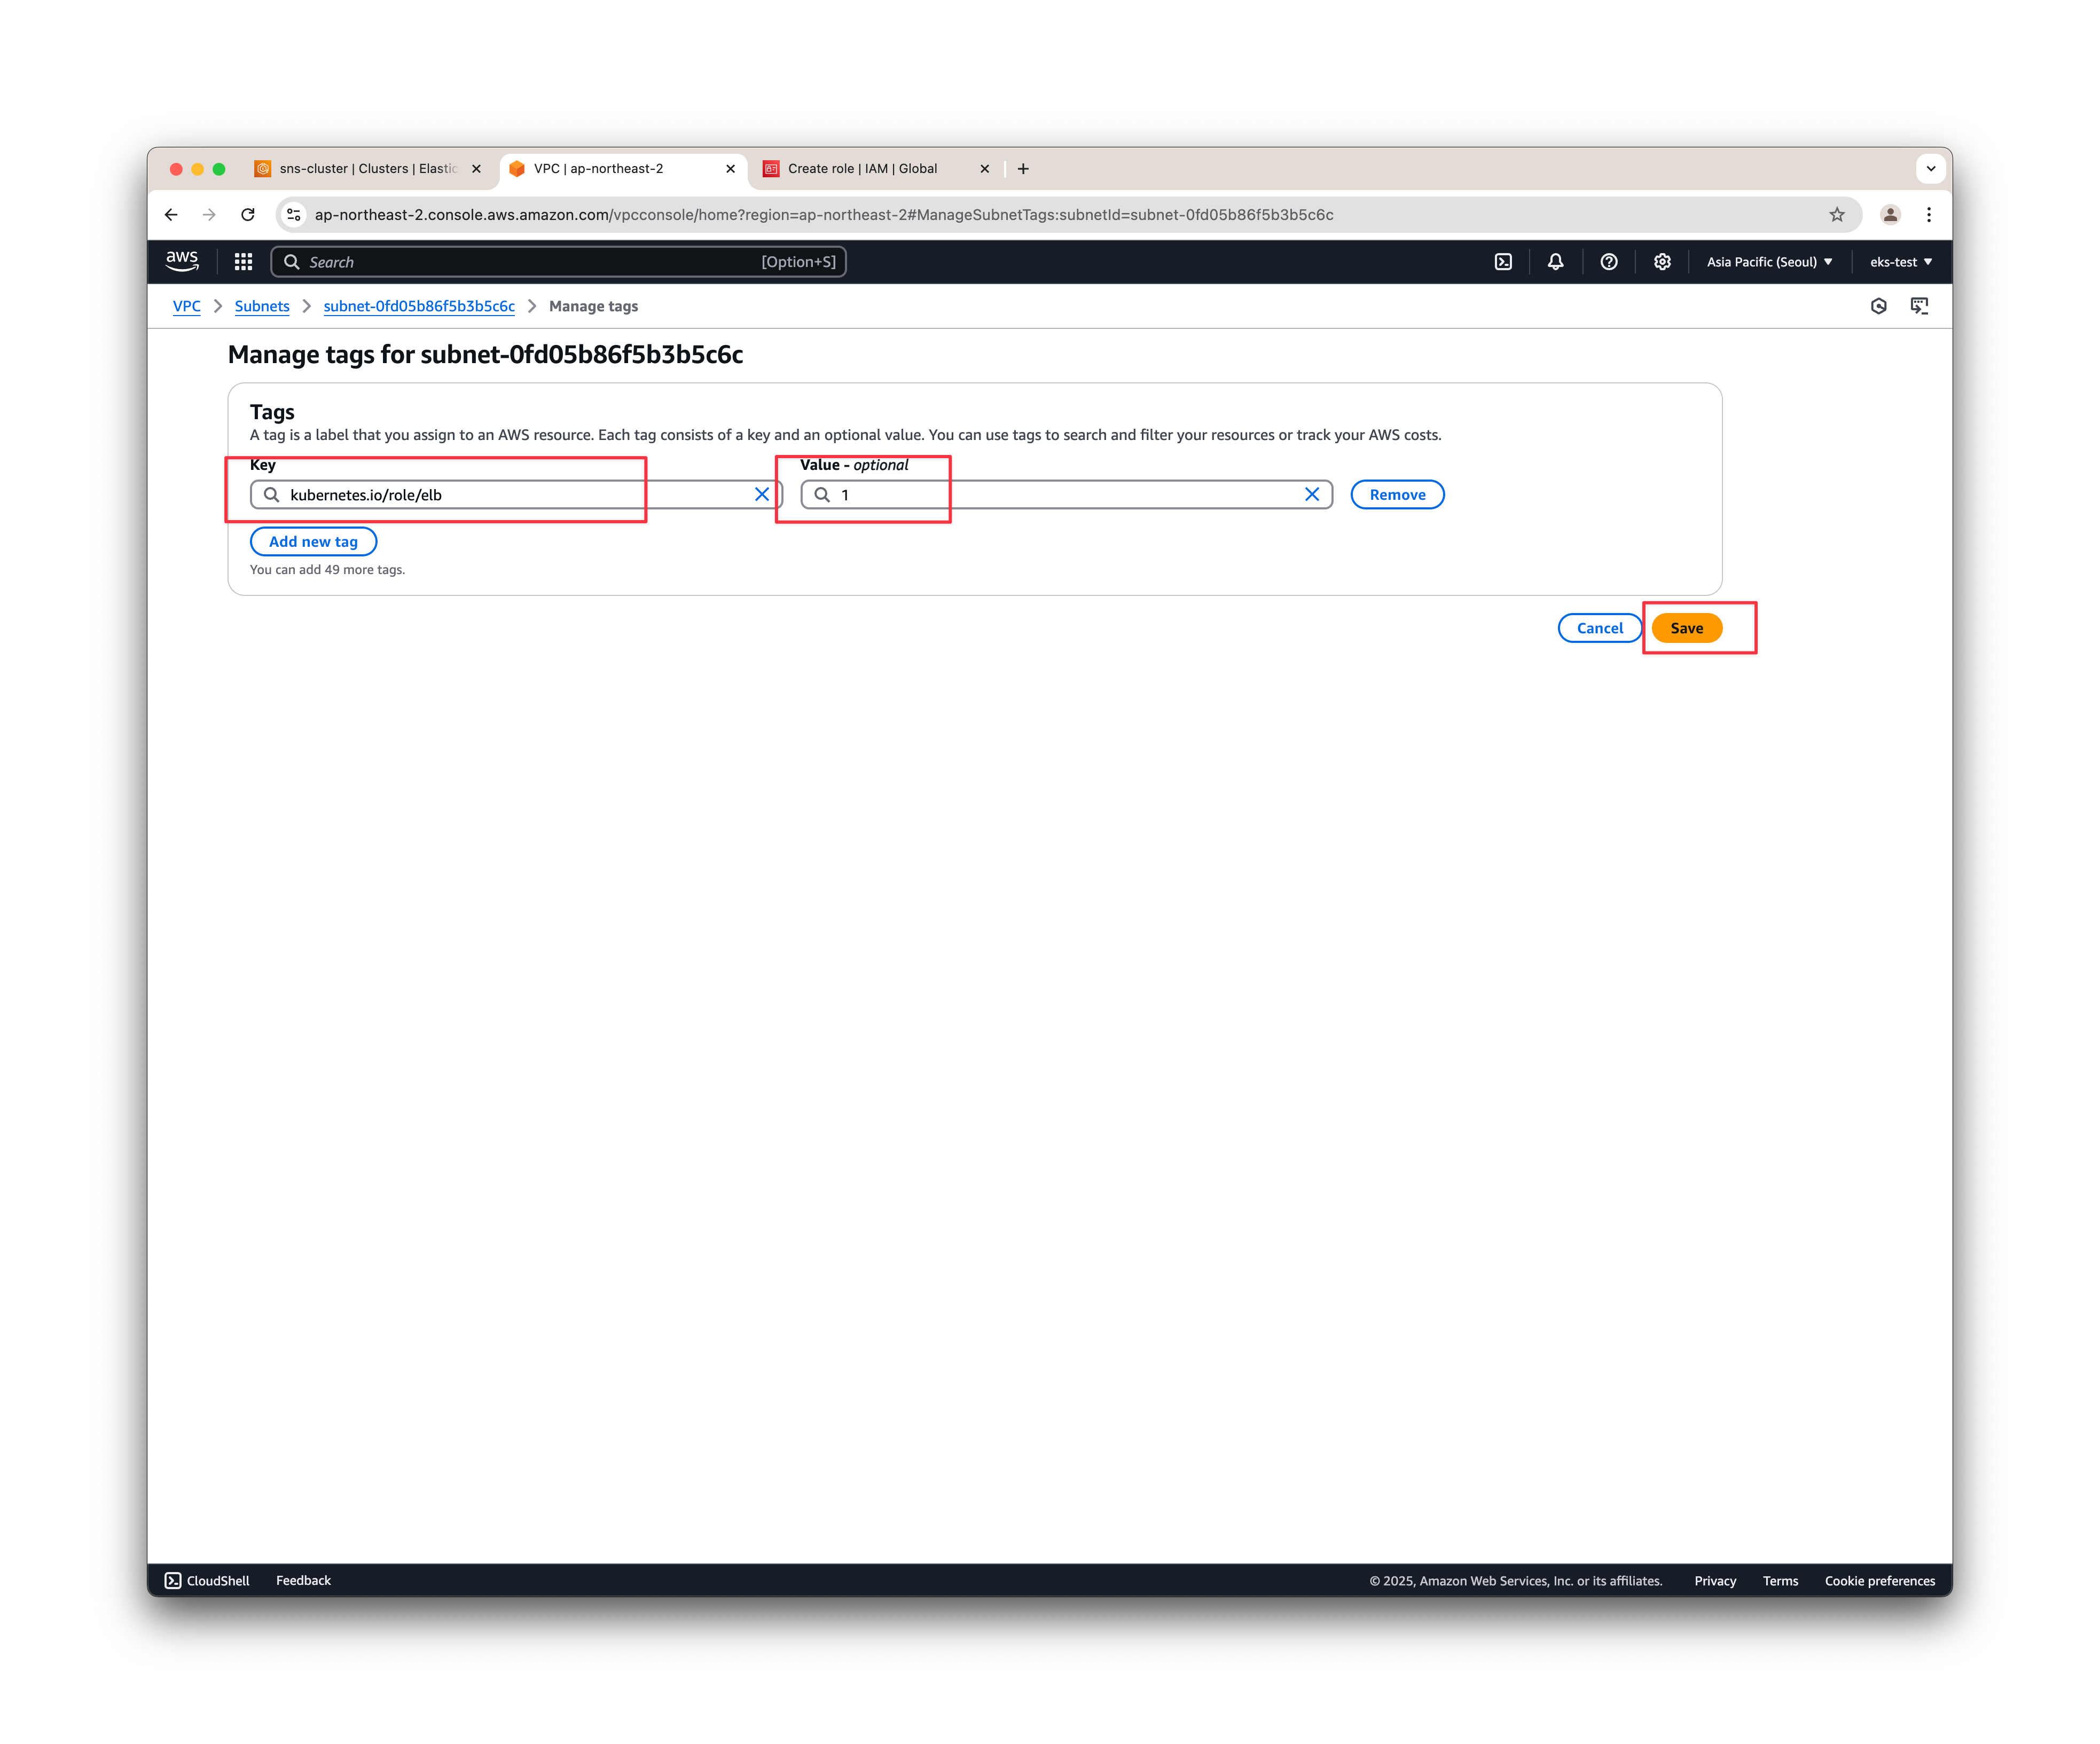 sns-cluster | Clusters | Elastic
VPC | ap-northeast-2
Create role | IAM | Global
ap-northeast-2.console.aws.amazon.com/vpcconsole/home?region=ap-northeast-2#ManageSubnetTags:subnetId=subnet-0fd05b86f5b3b5c6c
aws
Search
[Option+S]
Asia Pacific (Seoul)
eks-test
VPC
Subnets
subnet-0fd05b86f5b3b5c6c
Manage tags
Manage tags for subnet-0fd05b86f5b3b5c6c
Tags
A tag is a label that you assign to an AWS resource. Each tag consists of a key and an optional value. You can use tags to search and filter your resources or track your AWS costs.
Key
Value - optional
kubernetes.io/role/elb
1
Remove
Add new tag
You can add 49 more tags.
Cancel
Save
CloudShell
Feedback
© 2025, Amazon Web Services, Inc. or its affiliates.
Privacy
Terms
Cookie preferences